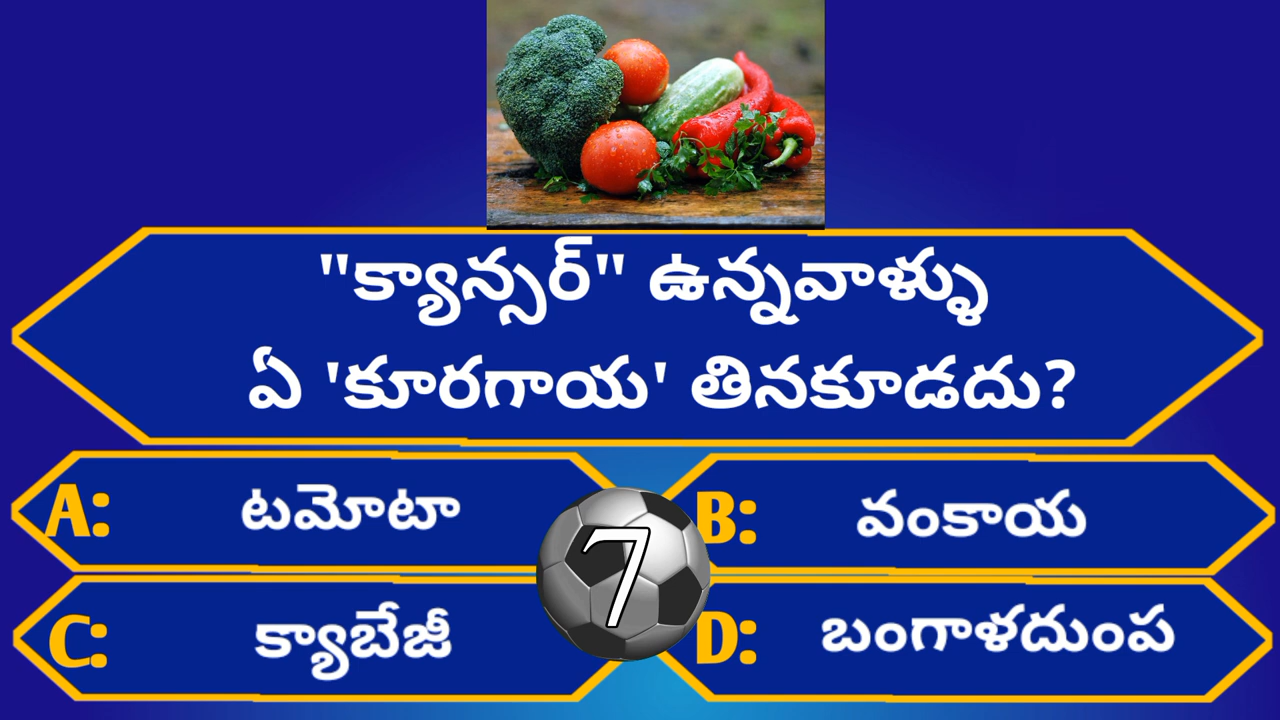 "క్యాన్సర్" ఉన్నవాళ్ళు
ఏ 'కూరగాయ' తినకూడదు?
A: టమోటా
B: వంకాయ
7
C: క్యాబేజీ
D: బంగాళదుంప